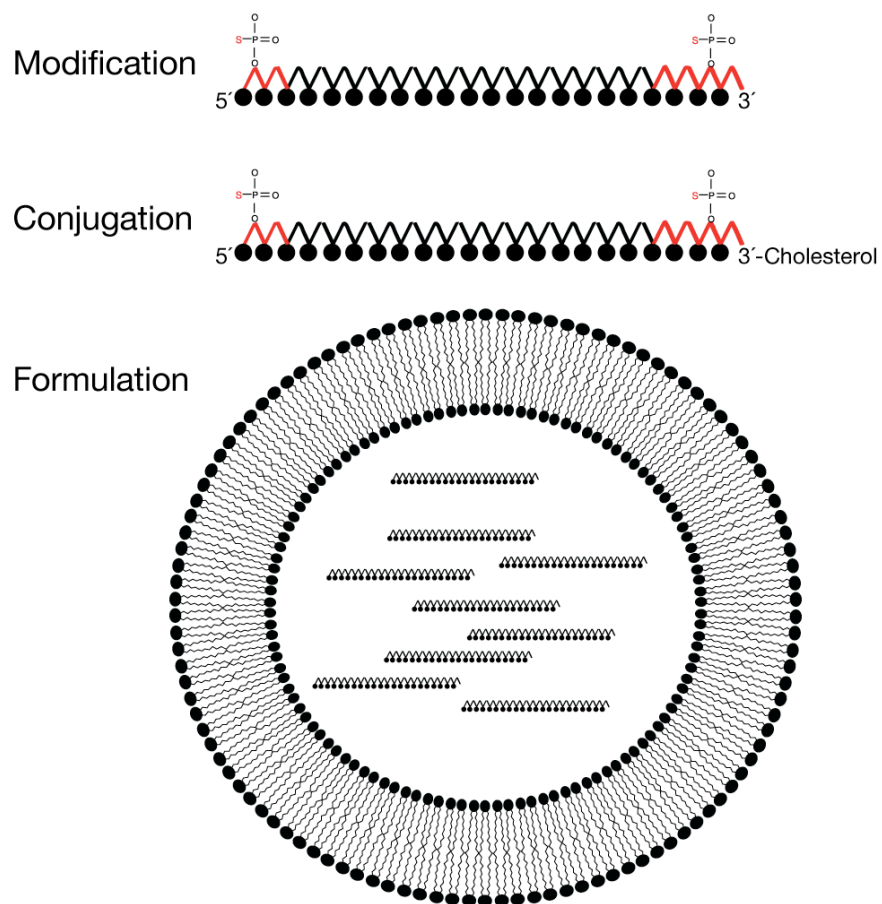 Modification
O
S–P=O
O
O
S–P=O
O
5´
3´
Conjugation
O
S–P=O
O
O
S–P=O
O
5´
3´-Cholesterol
Formulation